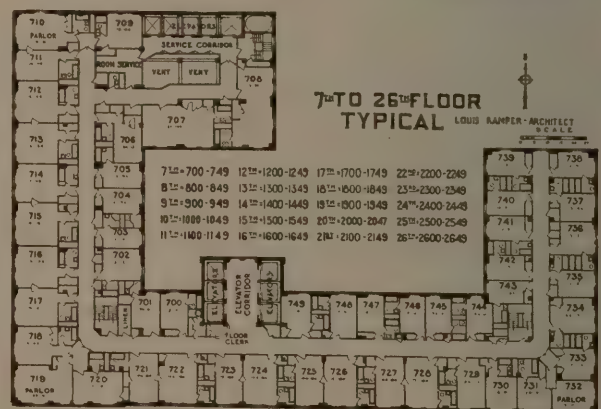 710
PARLOR
709
ELEVATORS
SERVICE CORRIDOR
711
ROOM SERVICE
VENT
VENT
708
712
707
706
7TH TO 26TH FLOOR
TYPICAL
LOUIS KAMPER-ARCHITECT
SCALE
713
705
714
704
715
703
716
702
717
718
7TH=700-749 12TH=1200-1249 17TH=1700-1749 22ND=2200-2249
8TH=800-849 13TH=1300-1349 18TH=1800-1849 23RD=2300-2349
9TH=900-949 14TH=1400-1449 19TH=1900-1949 24TH=2400-2449
10TH=1000-1049 15TH=1500-1549 20TH=2000-2047 25TH=2500-2549
11TH=1100-1149 16TH=1600-1649 21ST=2100-2149 26TH=2600-2649
739
738
740
737
741
736
742
735
743
734
733
LINEN
701
700
ELEVATORS
ELEVATOR
CORRIDOR
ELEVATORS
FLOOR
CLERK
749
748
747
746
745
744
719
PARLOR
720
721
722
723
724
725
726
727
728
729
730
731
732
PARLOR